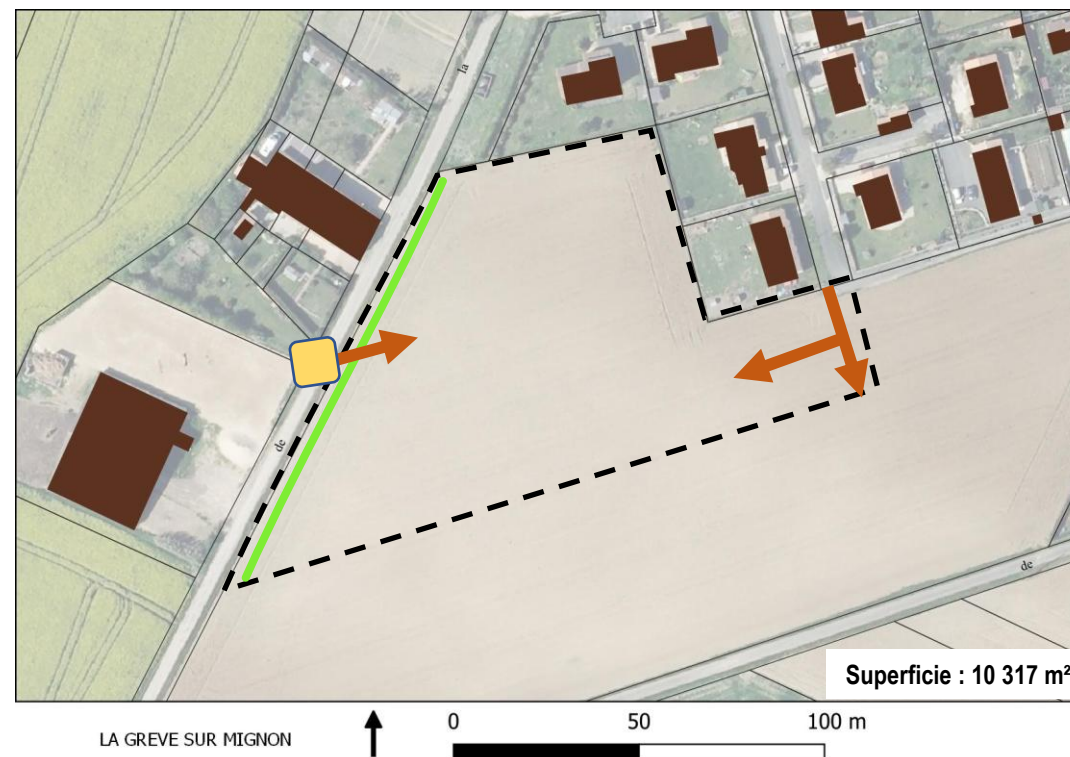 la
de
de
Superficie : 10 317 m²
0 50 100 m
LA GREVE SUR MIGNON